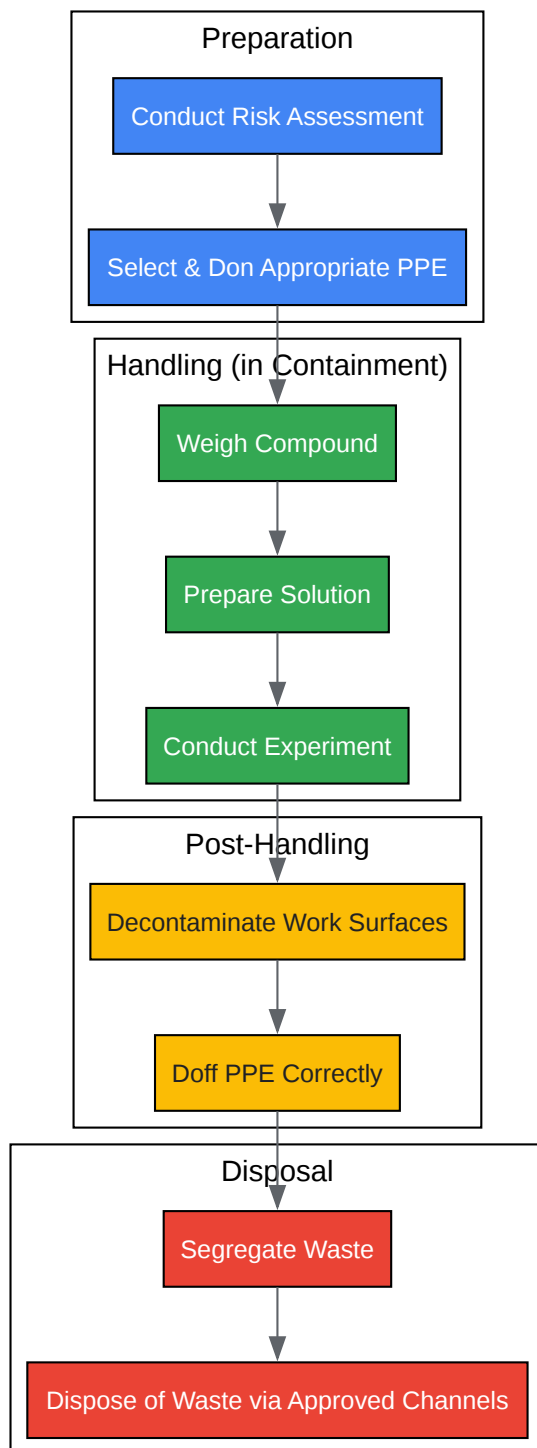 Preparation
Conduct Risk Assessment
Select & Don Appropriate PPE
Handling (in Containment)
Weigh Compound
Prepare Solution
Conduct Experiment
Post-Handling
Decontaminate Work Surfaces
Doff PPE Correctly
Disposal
Segregate Waste
Dispose of Waste via Approved Channels